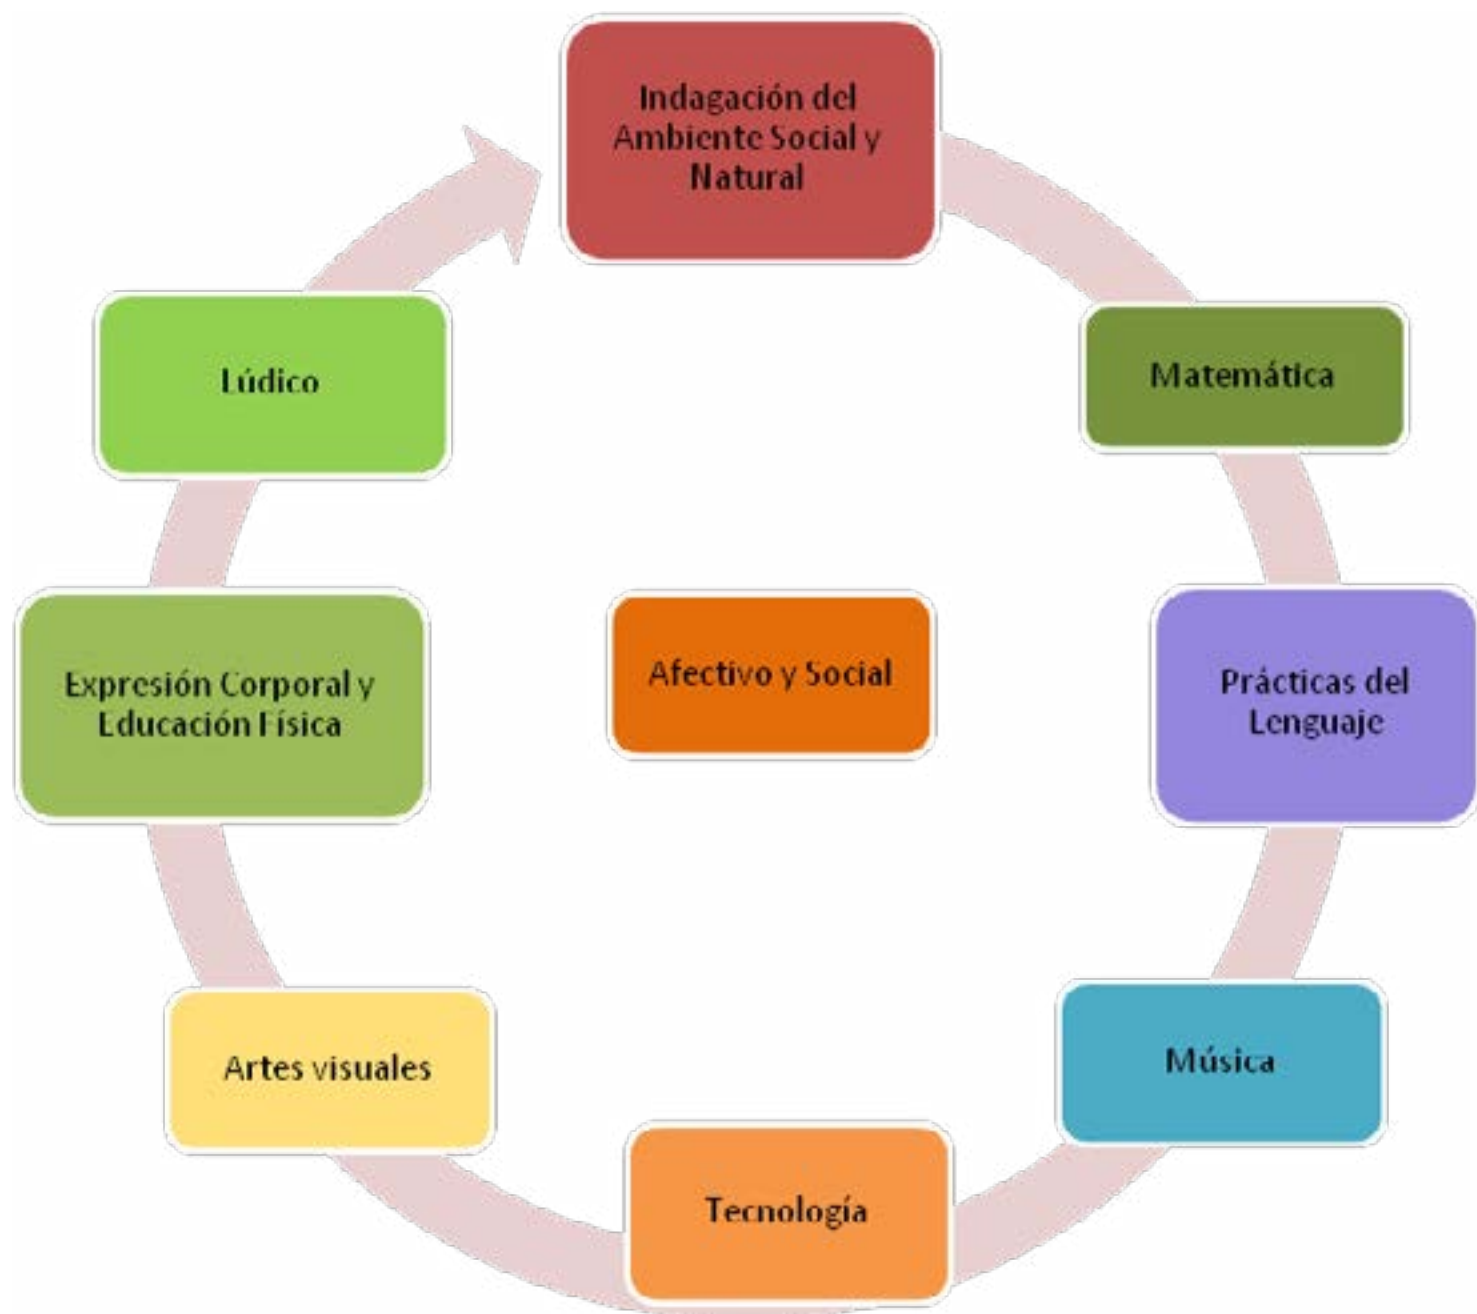 Indagación del
Ambiente Social y
Natural
Matemática
Prácticas del
Lenguaje
Música
Tecnología
Artes visuales
Expresión Corporal y
Educación Física
Lúdico
Afectivo y Social